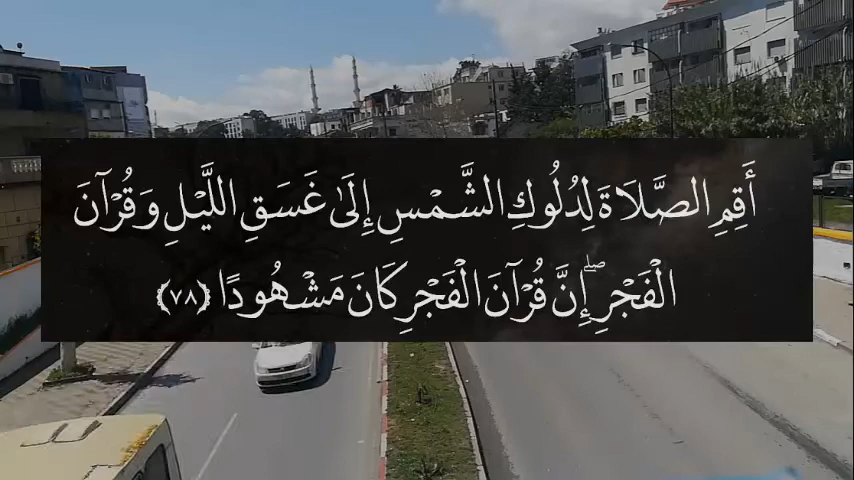 أَقِمِ الصَّلَاةَ لِدُلُوكِ الشَّمْسِ إِلَىٰ غَسَقِ اللَّيْلِ وَقُرْآنَ
الْفَجْرِ ۖ إِنَّ قُرْآنَ الْفَجْرِ كَانَ مَشْهُودًا ﴿٧٨﴾